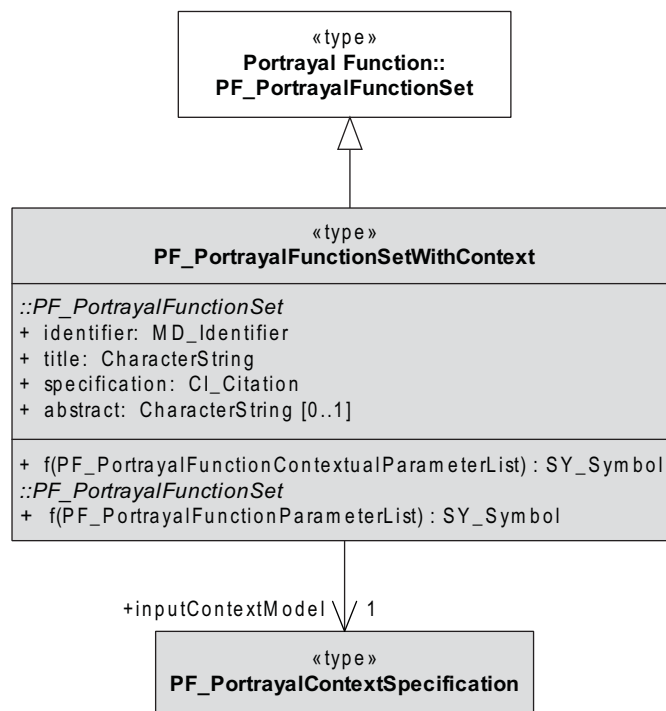 «type»
Portrayal Function::
PF_PortrayalFunctionSet
«type»
PF_PortrayalFunctionSetWithContext
::PF_PortrayalFunctionSet
+ identifier: MD_Identifier
+ title: CharacterString
+ specification: CI_Citation
+ abstract: CharacterString [0..1]
+ f(PF_PortrayalFunctionContextualParameterList) : SY_Symbol
::PF_PortrayalFunctionSet
+ f(PF_PortrayalFunctionParameterList) : SY_Symbol
+inputContextModel 1
«type»
PF_PortrayalContextSpecification